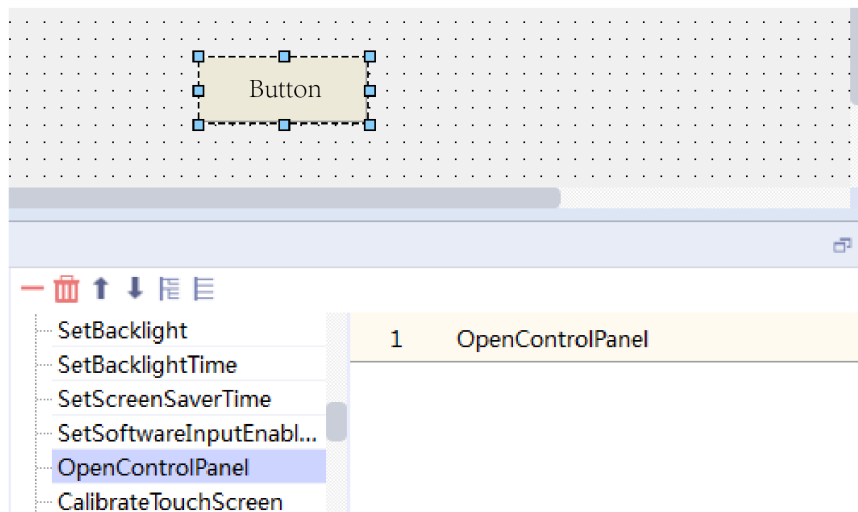 Button
SetBacklight
1 OpenControlPanel
SetBacklightTime
SetScreenSaverTime
SetSoftwareInputEnabl...
OpenControlPanel
CalibrateTouchScreen